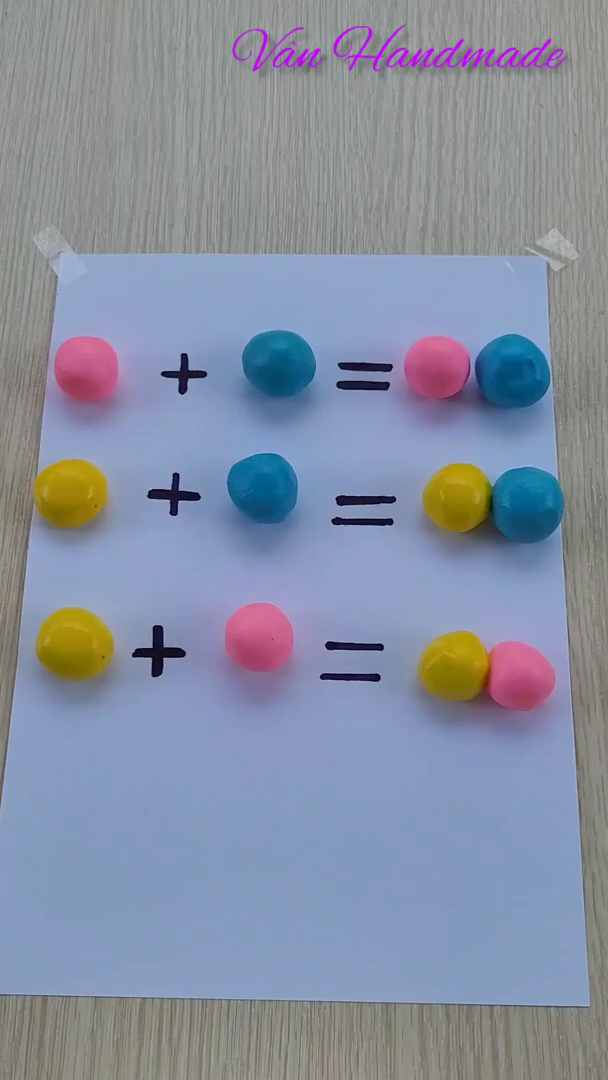 Vân Handmade
+ =
+ =
+ =